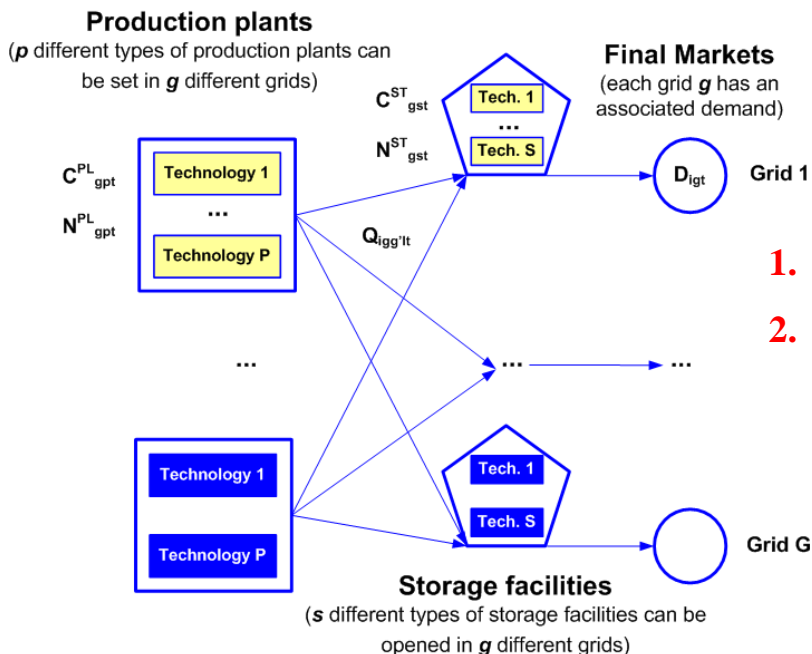 Production plants
(p different types of production plants can
be set in g different grids)
C^PL_gpt
N^PL_gpt
Technology 1
...
Technology P
C^ST_gst
N^ST_gst
Tech. 1
...
Tech. S
Final Markets
(each grid g has an
associated demand)
D_igt
Grid 1
Q_igg'lt
1.
2.
...
...
...
Technology 1
Technology P
Tech. 1
Tech. S
Grid G
Storage facilities
(s different types of storage facilities can be
opened in g different grids)